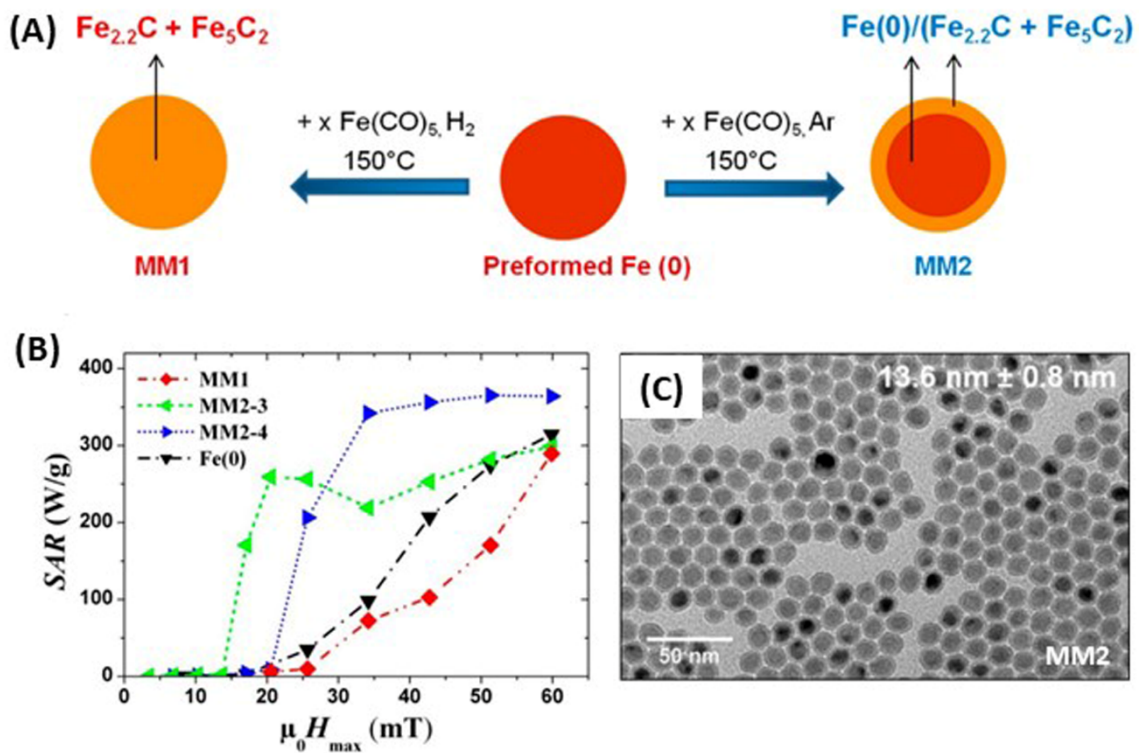 (A)
Fe2.2C + Fe5C2
Fe(0)/(Fe2.2C + Fe5C2)
+ x Fe(CO)5, H2
150°C
+ x Fe(CO)5, Ar
150°C
MM1
Preformed Fe (0)
MM2
(B)
400
300
200
100
0
SAR (W/g)
MM1
MM2-3
MM2-4
Fe(0)
0 10 20 30 40 50 60
μ0Hmax (mT)
(C)
13.6 nm ± 0.8 nm
50 nm
MM2